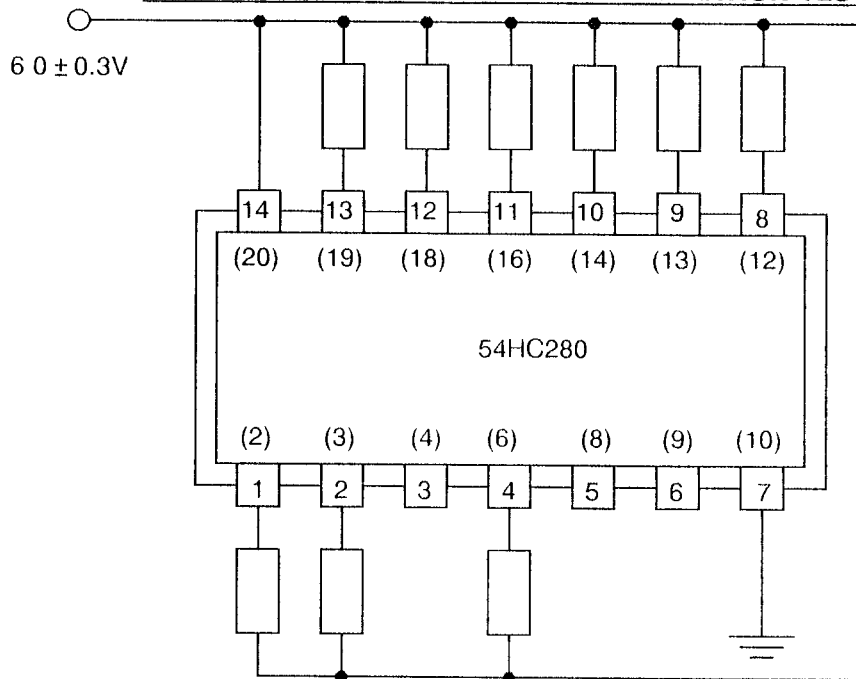 6 0 ± 0.3V
14 13 12 11 10 9 8
(20) (19) (18) (16) (14) (13) (12)
54HC280
(2) (3) (4) (6) (8) (9) (10)
1 2 3 4 5 6 7